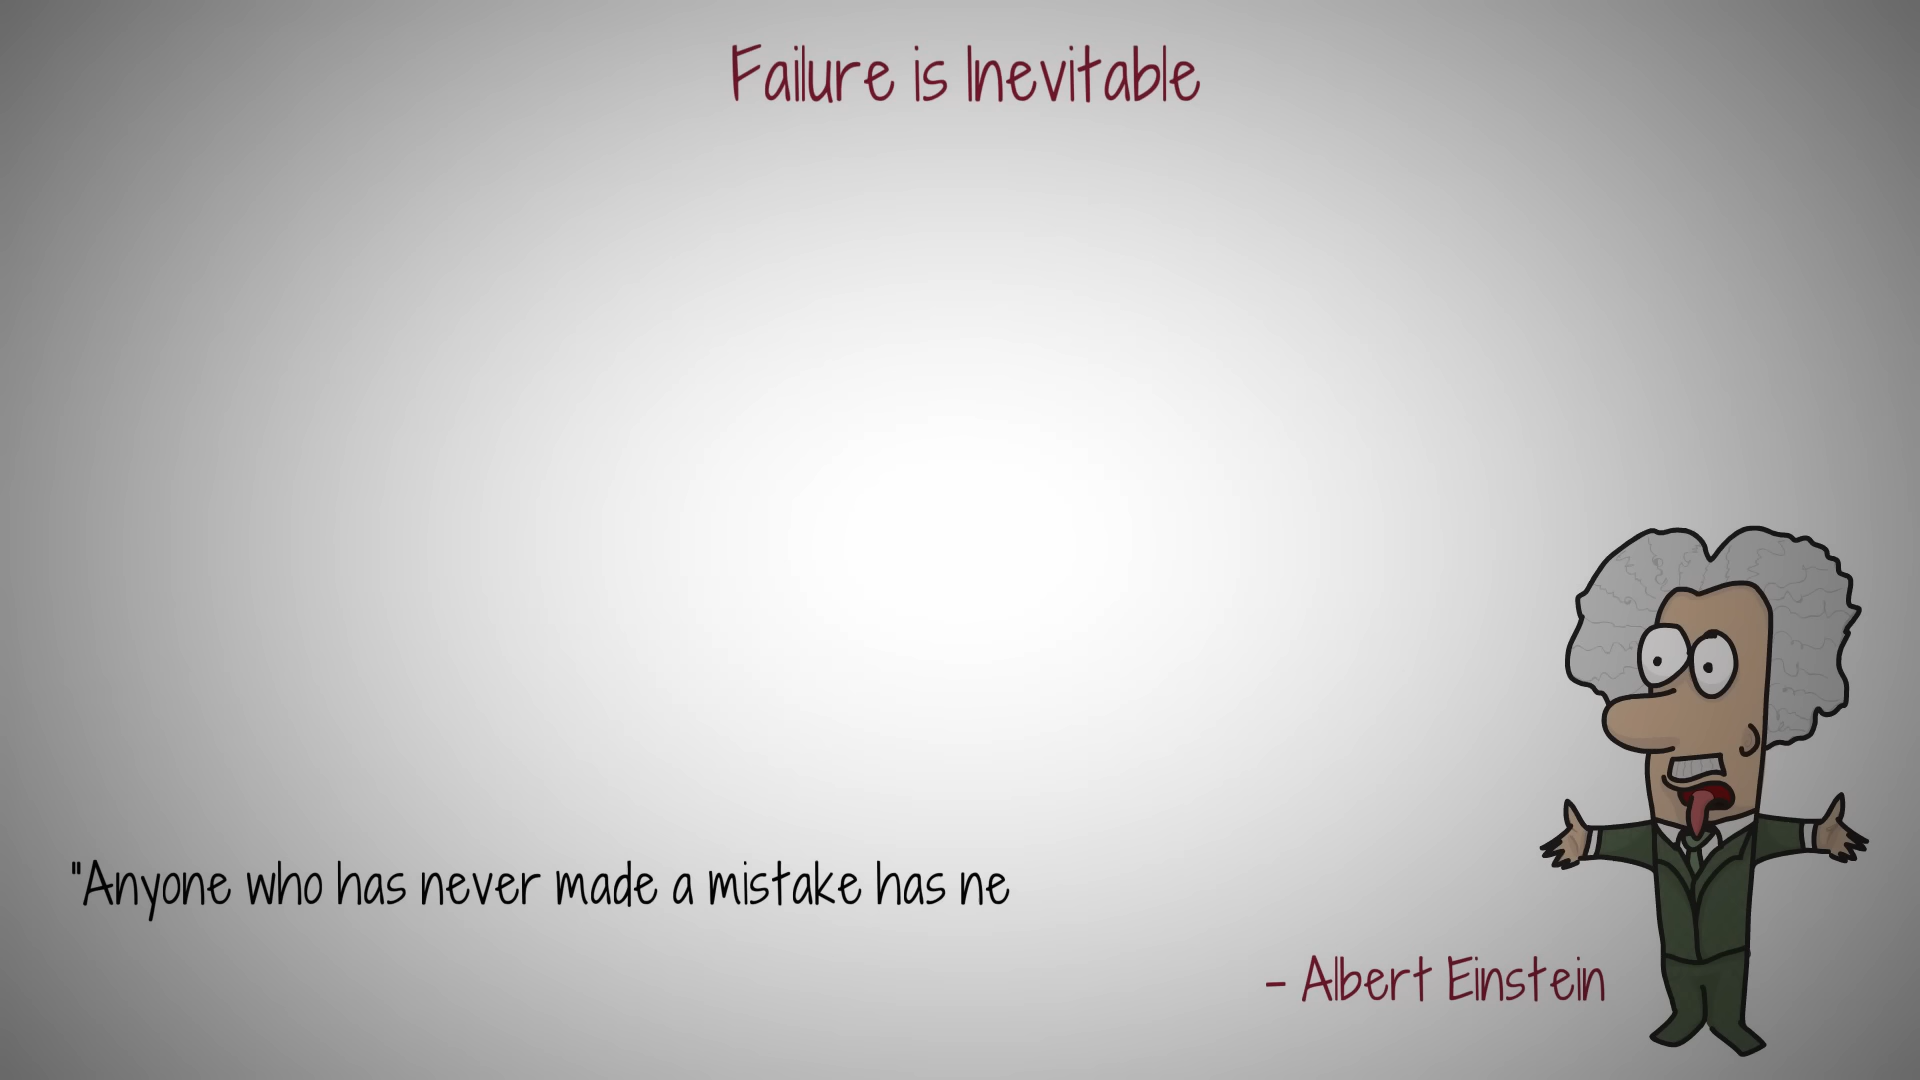 Failure is Inevitable
"Anyone who has never made a mistake has ne
- Albert Einstein